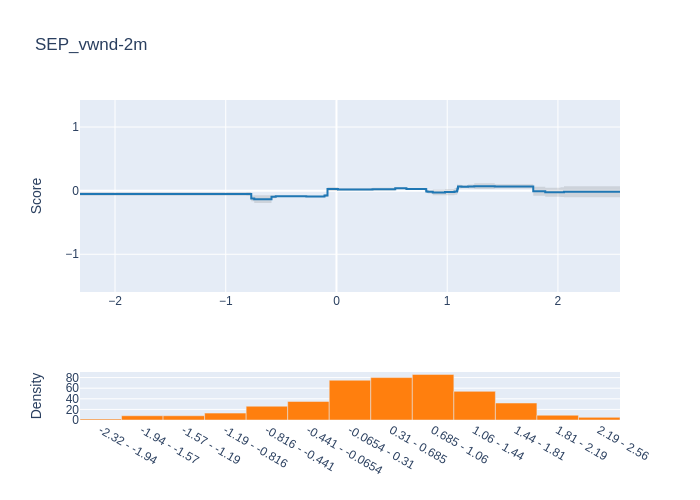 SEP_vwnd-2m
Score
1
0
−1
−2
−1
0
1
2
Density
80
60
40
20
0
-2.32 - -1.94
-1.94 - -1.57
-1.57 - -1.19
-1.19 - -0.816
-0.816 - -0.441
-0.441 - -0.0654
-0.0654 - 0.31
0.31 - 0.685
0.685 - 1.06
1.06 - 1.44
1.44 - 1.81
1.81 - 2.19
2.19 - 2.56